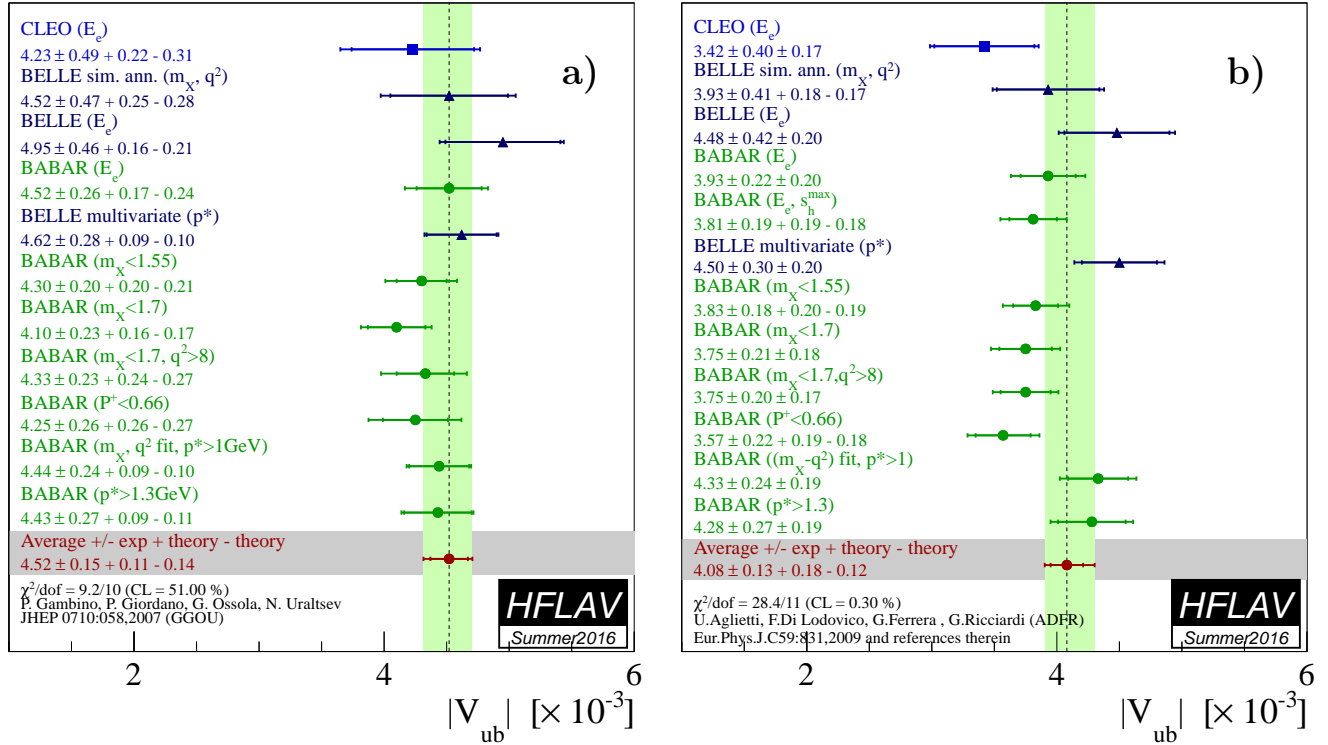 CLEO (E_e)
4.23 ± 0.49 + 0.22 - 0.31
BELLE sim. ann. (m_X, q²)
4.52 ± 0.47 + 0.25 - 0.28
BELLE (E_e)
4.95 ± 0.46 + 0.16 - 0.21
BABAR (E_e)
4.52 ± 0.26 + 0.17 - 0.24
BELLE multivariate (p*)
4.62 ± 0.28 + 0.09 - 0.10
BABAR (m_X<1.55)
4.30 ± 0.20 + 0.20 - 0.21
BABAR (m_X<1.7)
4.10 ± 0.23 + 0.16 - 0.17
BABAR (m_X<1.7, q²>8)
4.33 ± 0.23 + 0.24 - 0.27
BABAR (P⁺<0.66)
4.25 ± 0.26 + 0.26 - 0.27
BABAR (m_X, q² fit, p*>1GeV)
4.44 ± 0.24 + 0.09 - 0.10
BABAR (p*>1.3GeV)
4.43 ± 0.27 + 0.09 - 0.11
Average +/- exp + theory - theory
4.52 ± 0.15 + 0.11 - 0.14
χ²/dof = 9.2/10 (CL = 51.00 %)
P. Gambino, P. Giordano, G. Ossola, N. Uraltsev
JHEP 0710:058,2007 (GGOU)
a)
HFLAV
Summer2016
2 4 6
|V_ub| [× 10⁻³]
CLEO (E_e)
3.42 ± 0.40 ± 0.17
BELLE sim. ann. (m_X, q²)
3.93 ± 0.41 + 0.18 - 0.17
BELLE (E_e)
4.48 ± 0.42 ± 0.20
BABAR (E_e)
3.93 ± 0.22 ± 0.20
BABAR (E_e, s_h^max)
3.81 ± 0.19 + 0.19 - 0.18
BELLE multivariate (p*)
4.50 ± 0.30 ± 0.20
BABAR (m_X<1.55)
3.83 ± 0.18 + 0.20 - 0.19
BABAR (m_X<1.7)
3.75 ± 0.21 ± 0.18
BABAR (m_X<1.7,q²>8)
3.75 ± 0.20 ± 0.17
BABAR (P⁺<0.66)
3.57 ± 0.22 + 0.19 - 0.18
BABAR ((m_X-q²) fit, p*>1)
4.33 ± 0.24 ± 0.19
BABAR (p*>1.3)
4.28 ± 0.27 ± 0.19
Average +/- exp + theory - theory
4.08 ± 0.13 + 0.18 - 0.12
χ²/dof = 28.4/11 (CL = 0.30 %)
U.Aglietti, F.Di Lodovico, G.Ferrera , G.Ricciardi (ADFR)
Eur.Phys.J.C59:831,2009 and references therein
b)
HFLAV
Summer2016
2 4 6
|V_ub| [× 10⁻³]